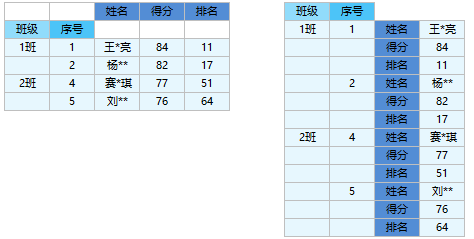 姓名 得分 排名
班级 序号
1班 1 王*亮 84 11
2 杨** 82 17
2班 4 赛*琪 77 51
5 刘** 76 64
班级 序号
1班 1 姓名 王*亮
得分 84
排名 11
2 姓名 杨**
得分 82
排名 17
2班 4 姓名 赛*琪
得分 77
排名 51
5 姓名 刘**
得分 76
排名 64